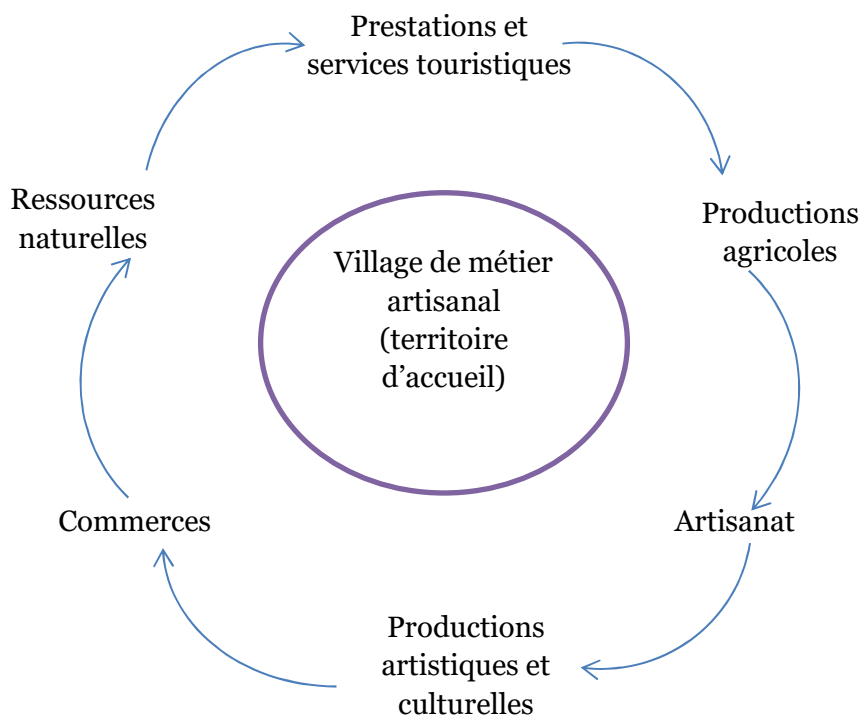 Prestations et
services touristiques
Ressources
naturelles
Productions
agricoles
Village de métier
artisanal
(territoire
d’accueil)
Commerces
Artisanat
Productions
artistiques et
culturelles